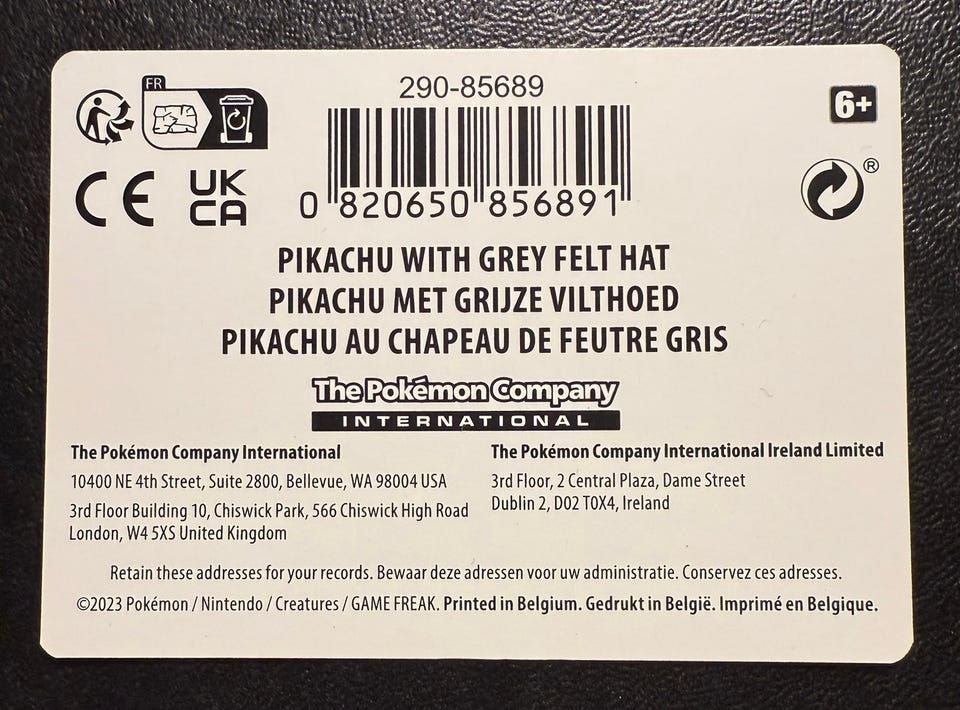 FR
290-85689
6+
®
UK
CA
CE
0 820650 856891
PIKACHU WITH GREY FELT HAT
PIKACHU MET GRIJZE VILTHOED
PIKACHU AU CHAPEAU DE FEUTRE GRIS
The Pokémon Company
INTERNATIONAL
The Pokémon Company International
10400 NE 4th Street, Suite 2800, Bellevue, WA 98004 USA
3rd Floor Building 10, Chiswick Park, 566 Chiswick High Road
London, W4 5XS United Kingdom
The Pokémon Company International Ireland Limited
3rd Floor, 2 Central Plaza, Dame Street
Dublin 2, D02 T0X4, Ireland
Retain these addresses for your records. Bewaar deze adressen voor uw administratie. Conservez ces adresses.
©2023 Pokémon / Nintendo / Creatures / GAME FREAK. Printed in Belgium. Gedrukt in België. Imprimé en Belgique.